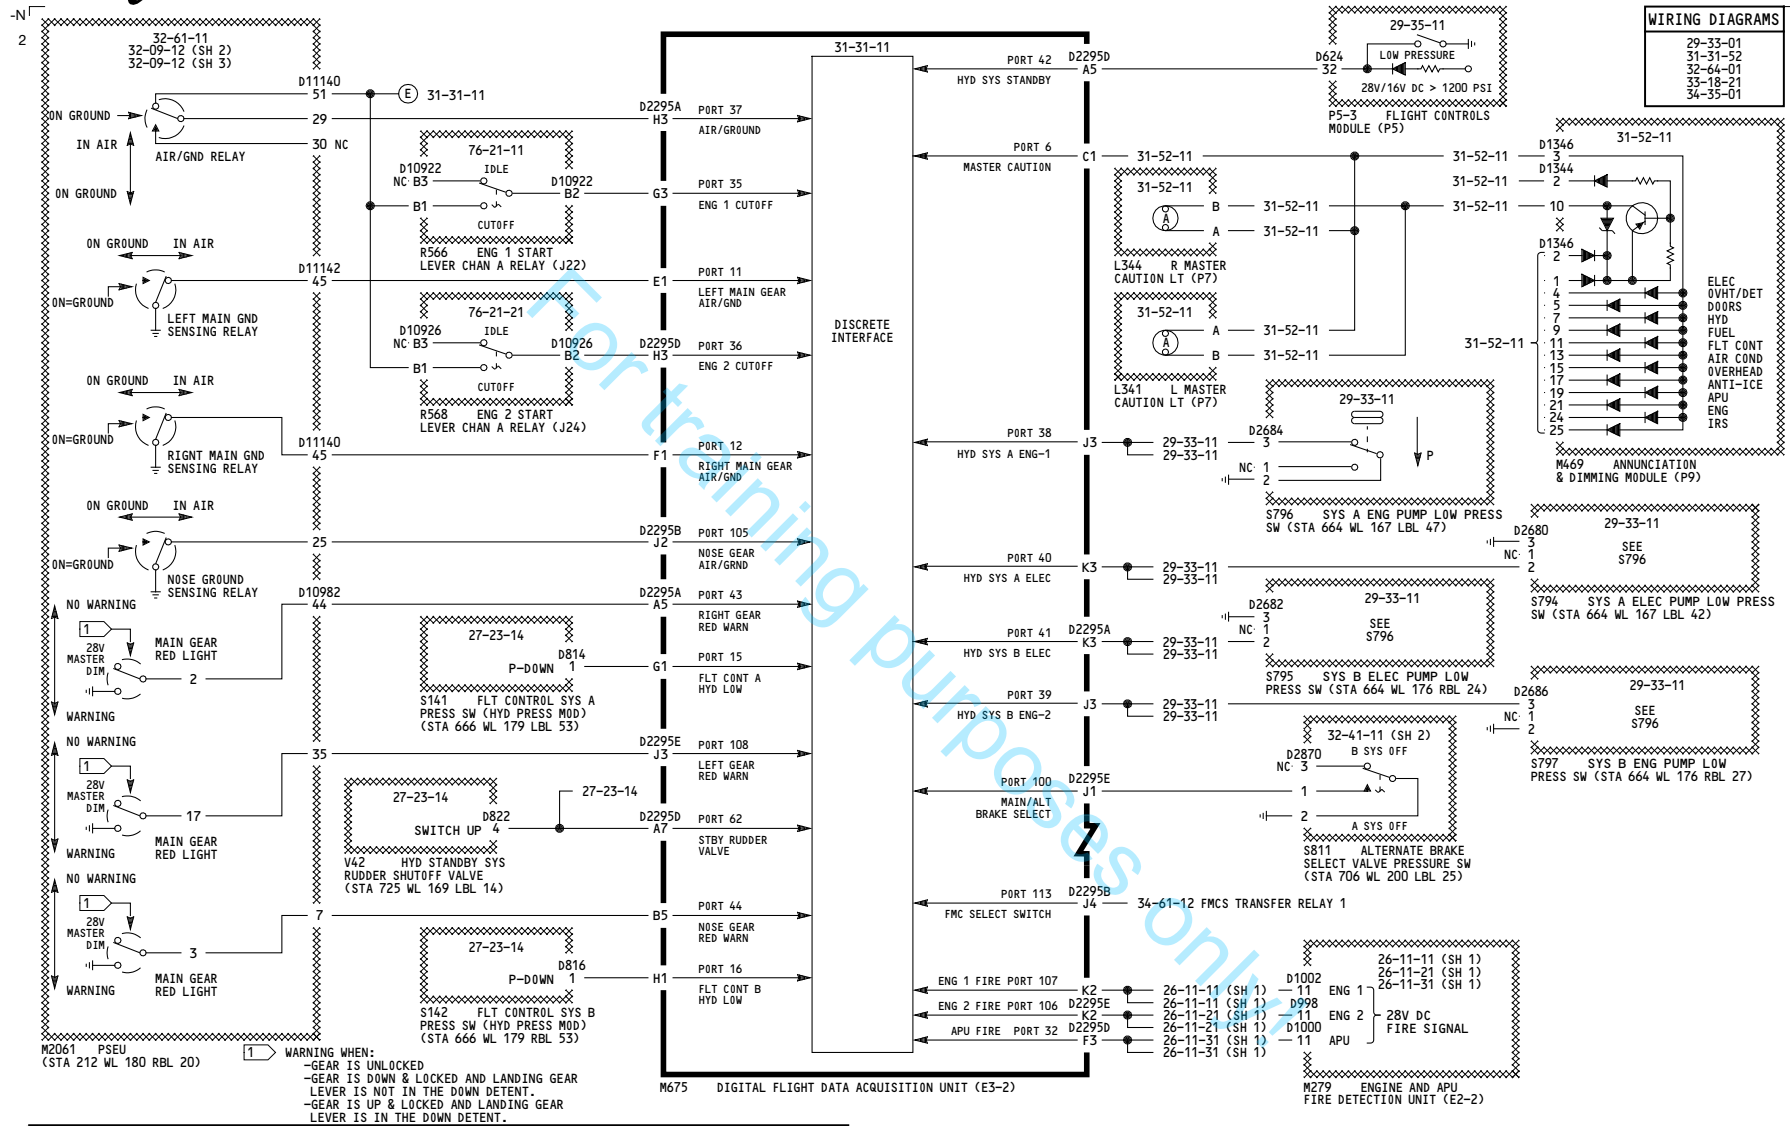 -N
2
32-61-11
32-09-12 (SH 2)
32-09-12 (SH 3)
D11140
51
E 31-31-11
ON GROUND
29
IN AIR
30 NC
AIR/GND RELAY
ON GROUND
ON GROUND IN AIR
D11142
45
ON=GROUND
LEFT MAIN GND
SENSING RELAY
ON GROUND IN AIR
ON=GROUND
D11140
45
RIGHT MAIN GND
SENSING RELAY
ON GROUND IN AIR
25
ON=GROUND
NOSE GROUND
SENSING RELAY
D10982
44
NO WARNING
1
28V
MASTER
DIM
MAIN GEAR
RED LIGHT
2
WARNING
NO WARNING
35
1
28V
MASTER
DIM
17
MAIN GEAR
RED LIGHT
WARNING
NO WARNING
1
7
28V
MASTER
DIM
3
MAIN GEAR
RED LIGHT
WARNING
M2061 PSEU
(STA 212 WL 180 RBL 20)
1 WARNING WHEN:
-GEAR IS UNLOCKED
-GEAR IS DOWN & LOCKED AND LANDING GEAR
LEVER IS NOT IN THE DOWN DETENT.
-GEAR IS UP & LOCKED AND LANDING GEAR
LEVER IS IN THE DOWN DETENT.
76-21-11
D10922
IDLE
NC B3
D10922
B2
B1
CUTOFF
R566 ENG 1 START
LEVER CHAN A RELAY (J22)
76-21-21
D10926
IDLE
NC B3
D10926
B2
B1
CUTOFF
R568 ENG 2 START
LEVER CHAN A RELAY (J24)
27-23-14
D814
P-DOWN 1
S141 FLT CONTROL SYS A
PRESS SW (HYD PRESS MOD)
(STA 666 WL 179 LBL 53)
27-23-14
27-23-14
D822
SWITCH UP 4
V42 HYD STANDBY SYS
RUDDER SHUTOFF VALVE
(STA 725 WL 169 LBL 14)
27-23-14
D816
P-DOWN 1
S142 FLT CONTROL SYS B
PRESS SW (HYD PRESS MOD)
(STA 666 WL 179 RBL 53)
31-31-11
DISCRETE
INTERFACE
D2295A
H3
PORT 37
AIR/GROUND
G3
PORT 35
ENG 1 CUTOFF
E1
PORT 11
LEFT MAIN GEAR
AIR/GND
D2295D
H3
PORT 36
ENG 2 CUTOFF
F1
PORT 12
RIGHT MAIN GEAR
AIR/GND
D2295B
J2
PORT 105
NOSE GEAR
AIR/GRND
D2295A
A5
PORT 43
RIGHT GEAR
RED WARN
G1
PORT 15
FLT CONT A
HYD LOW
D2295E
J3
PORT 108
LEFT GEAR
RED WARN
D2295D
A7
PORT 62
STBY RUDDER
VALVE
B5
PORT 44
NOSE GEAR
RED WARN
H1
PORT 16
FLT CONT B
HYD LOW
M675 DIGITAL FLIGHT DATA ACQUISITION UNIT (E3-2)
PORT 42
HYD SYS STANDBY
D2295D
A5
PORT 6
MASTER CAUTION
C1
31-52-11
PORT 38
HYD SYS A ENG-1
J3
29-33-11
29-33-11
PORT 40
HYD SYS A ELEC
K3
29-33-11
29-33-11
PORT 41
HYD SYS B ELEC
D2295A
K3
29-33-11
29-33-11
PORT 39
HYD SYS B ENG-2
J3
29-33-11
29-33-11
PORT 100
MAIN/ALT
BRAKE SELECT
D2295E
J1
PORT 113
FMC SELECT SWITCH
D2295B
J4
34-61-12 FMCS TRANSFER RELAY 1
ENG 1 FIRE PORT 107
K2
26-11-11 (SH 1)
26-11-11 (SH 1)
ENG 2 FIRE PORT 106
D2295E
K2
26-11-21 (SH 1)
26-11-21 (SH 1)
APU FIRE PORT 32
D2295D
F3
26-11-31 (SH 1)
26-11-31 (SH 1)
29-35-11
D624
32
LOW PRESSURE
28V/16V DC > 1200 PSI
P5-3 FLIGHT CONTROLS
MODULE (P5)
WIRING DIAGRAMS
29-33-01
31-31-52
32-64-01
33-18-21
34-35-01
31-52-11
A
B 31-52-11
A 31-52-11
L344 R MASTER
CAUTION LT (P7)
31-52-11
A
A 31-52-11
B 31-52-11
L341 L MASTER
CAUTION LT (P7)
31-52-11
D1346
31-52-11 3
D1344
31-52-11 2
31-52-11 10
D1346
2
1
4
5
7
9
11
13
15
17
19
21
24
25
31-52-11
ELEC
OVHT/DET
DOORS
HYD
FUEL
FLT CONT
AIR COND
OVERHEAD
ANTI-ICE
APU
ENG
IRS
M469 ANNUNCIATION
& DIMMING MODULE (P9)
29-33-11
D2684
3
NC 1
2
P
S796 SYS A ENG PUMP LOW PRESS
SW (STA 664 WL 167 LBL 47)
29-33-11
D2680
3
NC 1
2
SEE
S796
S794 SYS A ELEC PUMP LOW PRESS
SW (STA 664 WL 167 LBL 42)
29-33-11
D2682
3
NC 1
2
SEE
S796
S795 SYS B ELEC PUMP LOW
PRESS SW (STA 664 WL 176 RBL 24)
29-33-11
D2686
3
NC 1
2
SEE
S796
S797 SYS B ENG PUMP LOW
PRESS SW (STA 664 WL 176 RBL 27)
32-41-11 (SH 2)
B SYS OFF
D2870
NC 3
1
2
A SYS OFF
S811 ALTERNATE BRAKE
SELECT VALVE PRESSURE SW
(STA 706 WL 200 LBL 25)
26-11-11 (SH 1)
26-11-21 (SH 1)
26-11-31 (SH 1)
D1002
11 ENG 1
D998
11 ENG 2
D1000
11 APU
28V DC
FIRE SIGNAL
M279 ENGINE AND APU
FIRE DETECTION UNIT (E2-2)
For training purposes only!